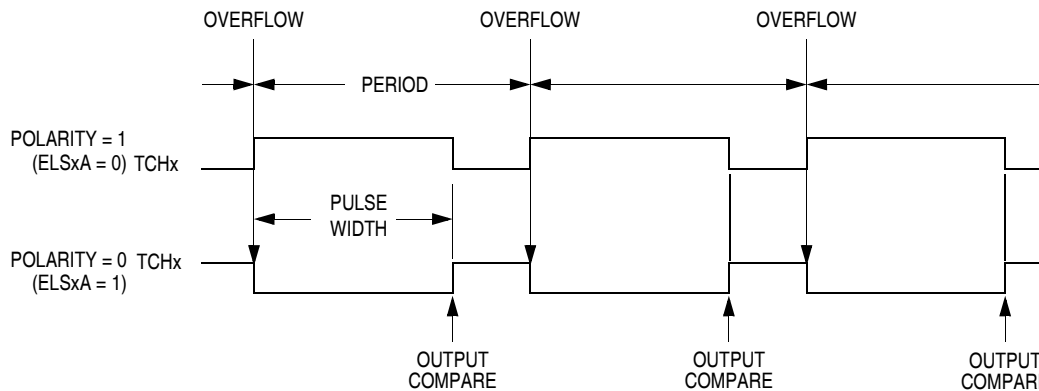 OVERFLOW
OVERFLOW
OVERFLOW
PERIOD
POLARITY = 1
(ELSxA = 0) TCHx
PULSE
WIDTH
POLARITY = 0 TCHx
(ELSxA = 1)
OUTPUT
COMPARE
OUTPUT
COMPARE
OUTPUT
COMPARE